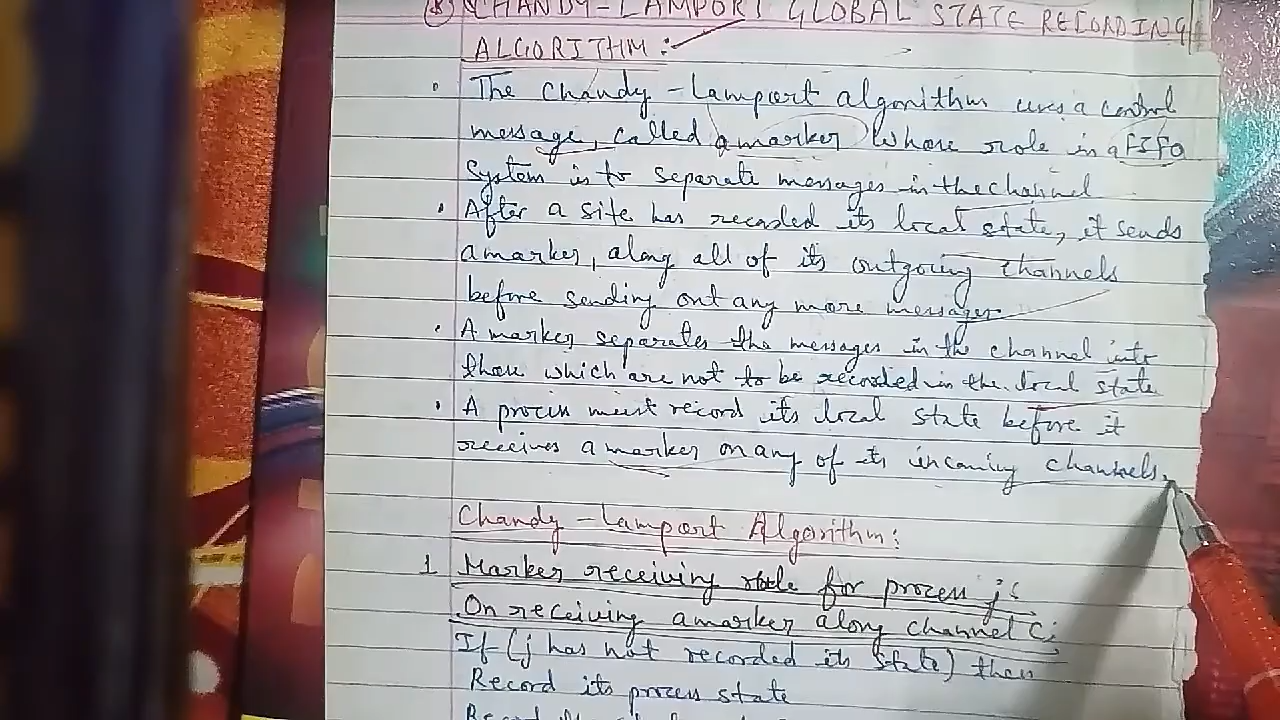 CHANDY-LAMPORT GLOBAL STATE RECORDING
ALGORITHM:
• The Chandy-Lamport algorithm uses a control
message, called a marker whose role in a FIFO
System is to separate messages in the channel
• After a site has recorded its local state, it sends
a marker, along all of its outgoing channels
before sending out any more messages.
• A marker separates the messages in the channel into
those which are not to be recorded in the local state
• A process must record its local state before it
receives a marker on any of its incoming channels.
Chandy-Lamport Algorithm:
1 Marker receiving rule for process j:
On receiving a marker along channel C;
If (j has not recorded its state) then
Record its process state
Record